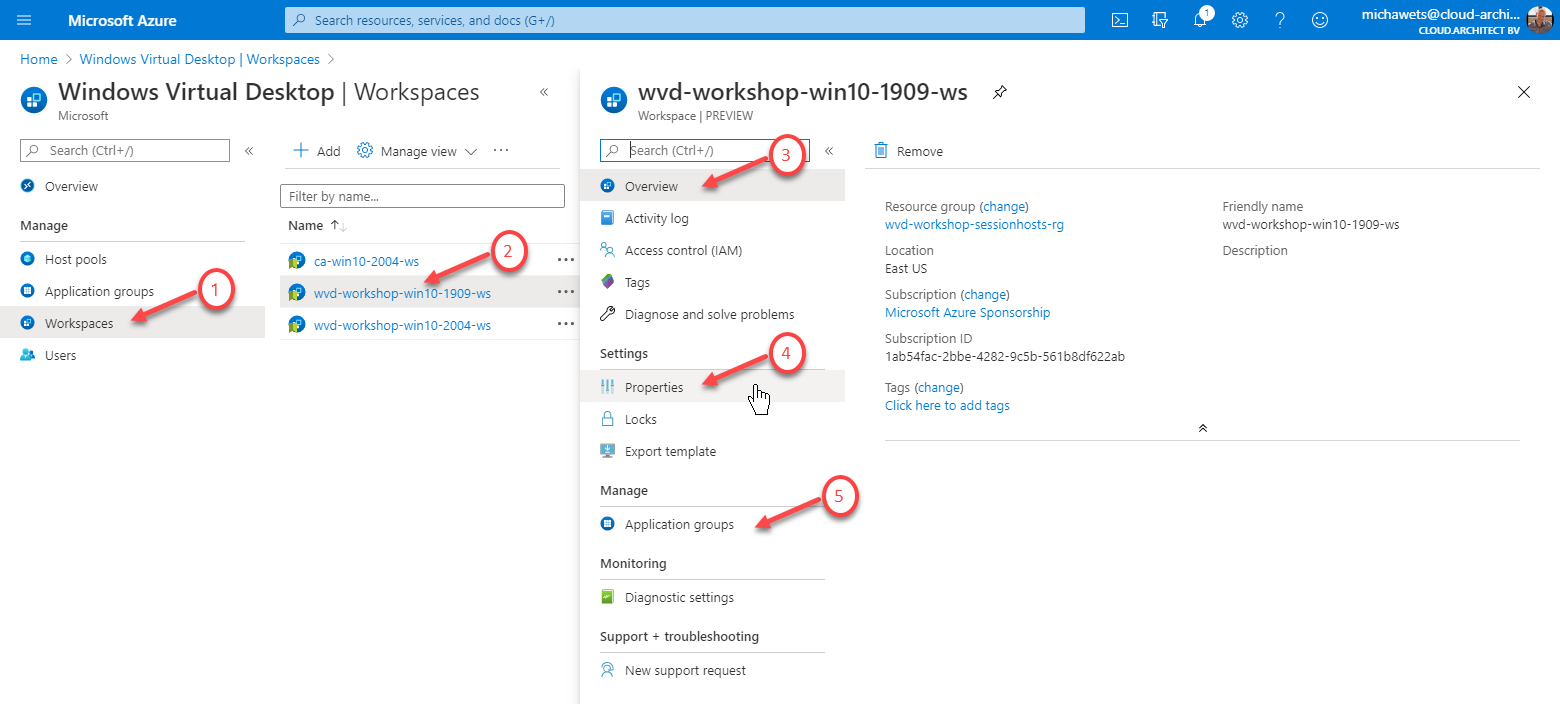 Microsoft Azure
Search resources, services, and docs (G+/)
1
michawets@cloud-archi...
CLOUD.ARCHITECT BV
Home > Windows Virtual Desktop | Workspaces >
Windows Virtual Desktop | Workspaces
Microsoft
«
Search (Ctrl+/)
«
Overview
Manage
Host pools
Application groups
1
Workspaces
Users
Add
Manage view
...
Filter by name...
Name ↑↓
ca-win10-2004-ws
...
2
wvd-workshop-win10-1909-ws
...
wvd-workshop-win10-2004-ws
...
wvd-workshop-win10-1909-ws
Workspace | PREVIEW
Search (Ctrl+/)
«
3
Overview
Activity log
Access control (IAM)
Tags
Diagnose and solve problems
Settings
4
Properties
Locks
Export template
Manage
5
Application groups
Monitoring
Diagnostic settings
Support + troubleshooting
New support request
Remove
Resource group (change)
wvd-workshop-sessionhosts-rg
Location
East US
Subscription (change)
Microsoft Azure Sponsorship
Subscription ID
1ab54fac-2bbe-4282-9c5b-561b8df622ab
Tags (change)
Click here to add tags
Friendly name
wvd-workshop-win10-1909-ws
Description